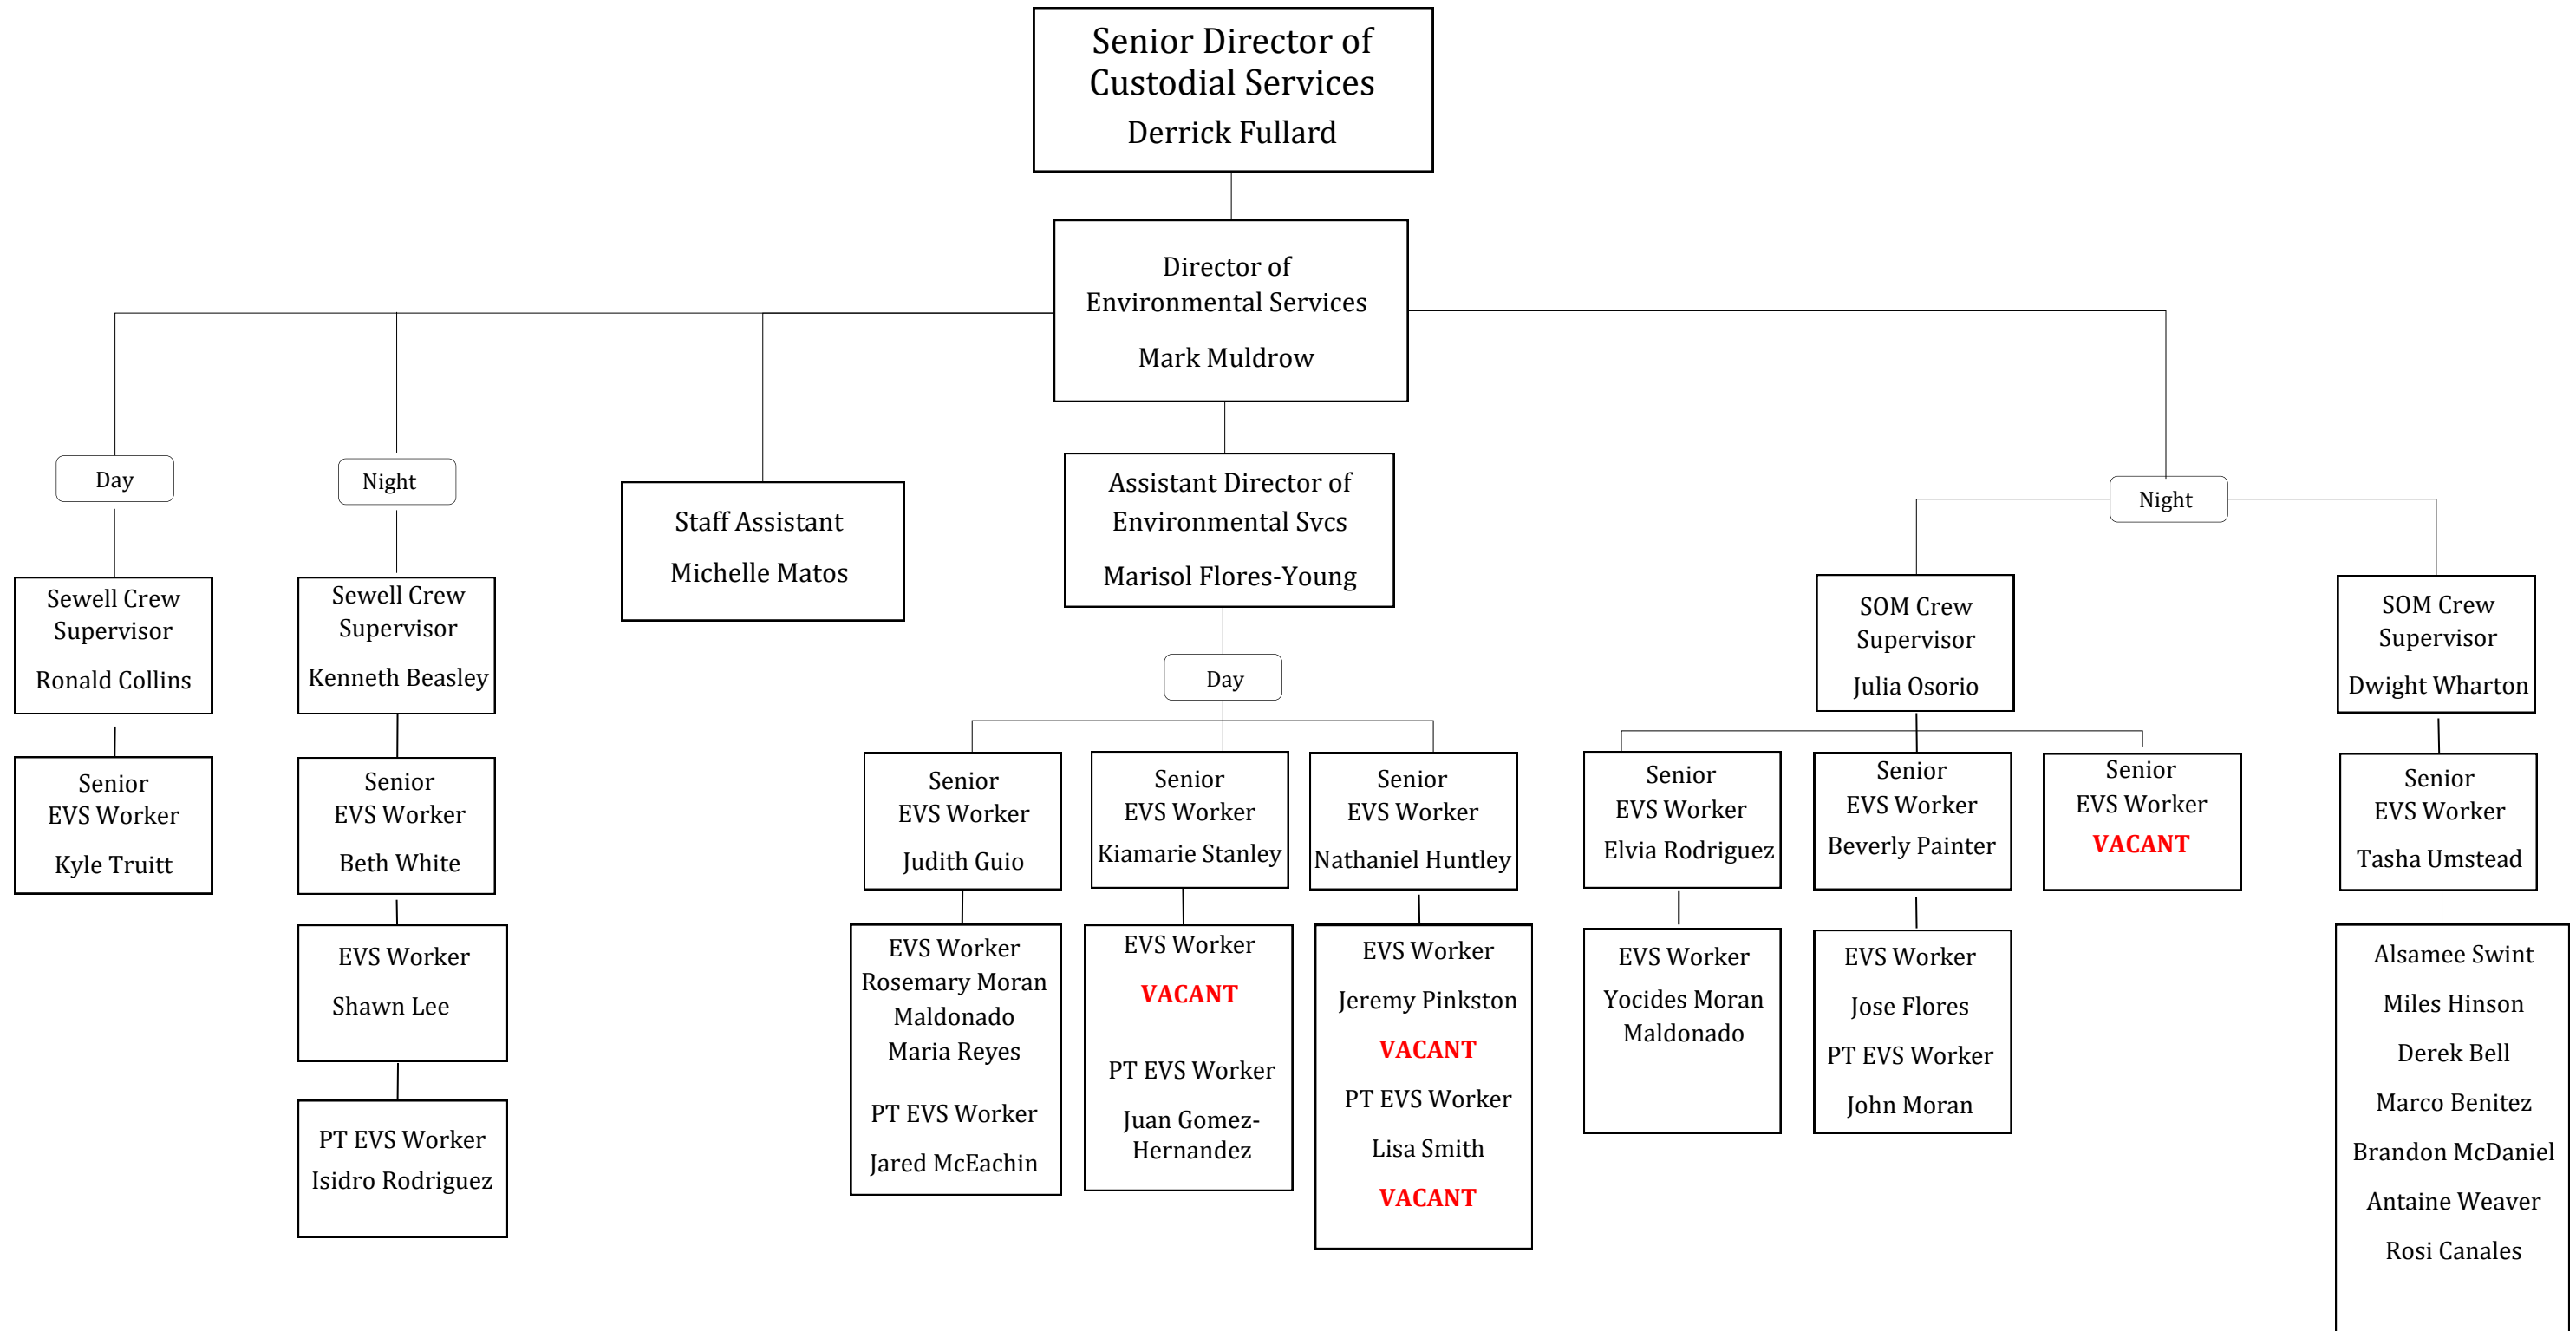 Senior Director of
Custodial Services
Derrick Fullard
Director of
Environmental Services
Mark Muldrow
Day
Night
Staff Assistant
Michelle Matos
Assistant Director of
Environmental Svcs
Marisol Flores-Young
Night
Sewell Crew
Supervisor
Ronald Collins
Sewell Crew
Supervisor
Kenneth Beasley
Day
SOM Crew
Supervisor
Julia Osorio
SOM Crew
Supervisor
Dwight Wharton
Senior
EVS Worker
Kyle Truitt
Senior
EVS Worker
Beth White
Senior
EVS Worker
Judith Guio
Senior
EVS Worker
Kiamarie Stanley
Senior
EVS Worker
Nathaniel Huntley
Senior
EVS Worker
Elvia Rodriguez
Senior
EVS Worker
Beverly Painter
Senior
EVS Worker
VACANT
Senior
EVS Worker
Tasha Umstead
EVS Worker
Shawn Lee
PT EVS Worker
Isidro Rodriguez
EVS Worker
Rosemary Moran
Maldonado
Maria Reyes
PT EVS Worker
Jared McEachin
EVS Worker
VACANT
PT EVS Worker
Juan Gomez-
Hernandez
EVS Worker
Jeremy Pinkston
VACANT
PT EVS Worker
Lisa Smith
VACANT
EVS Worker
Yocides Moran
Maldonado
EVS Worker
Jose Flores
PT EVS Worker
John Moran
Alsamee Swint
Miles Hinson
Derek Bell
Marco Benitez
Brandon McDaniel
Antaine Weaver
Rosi Canales